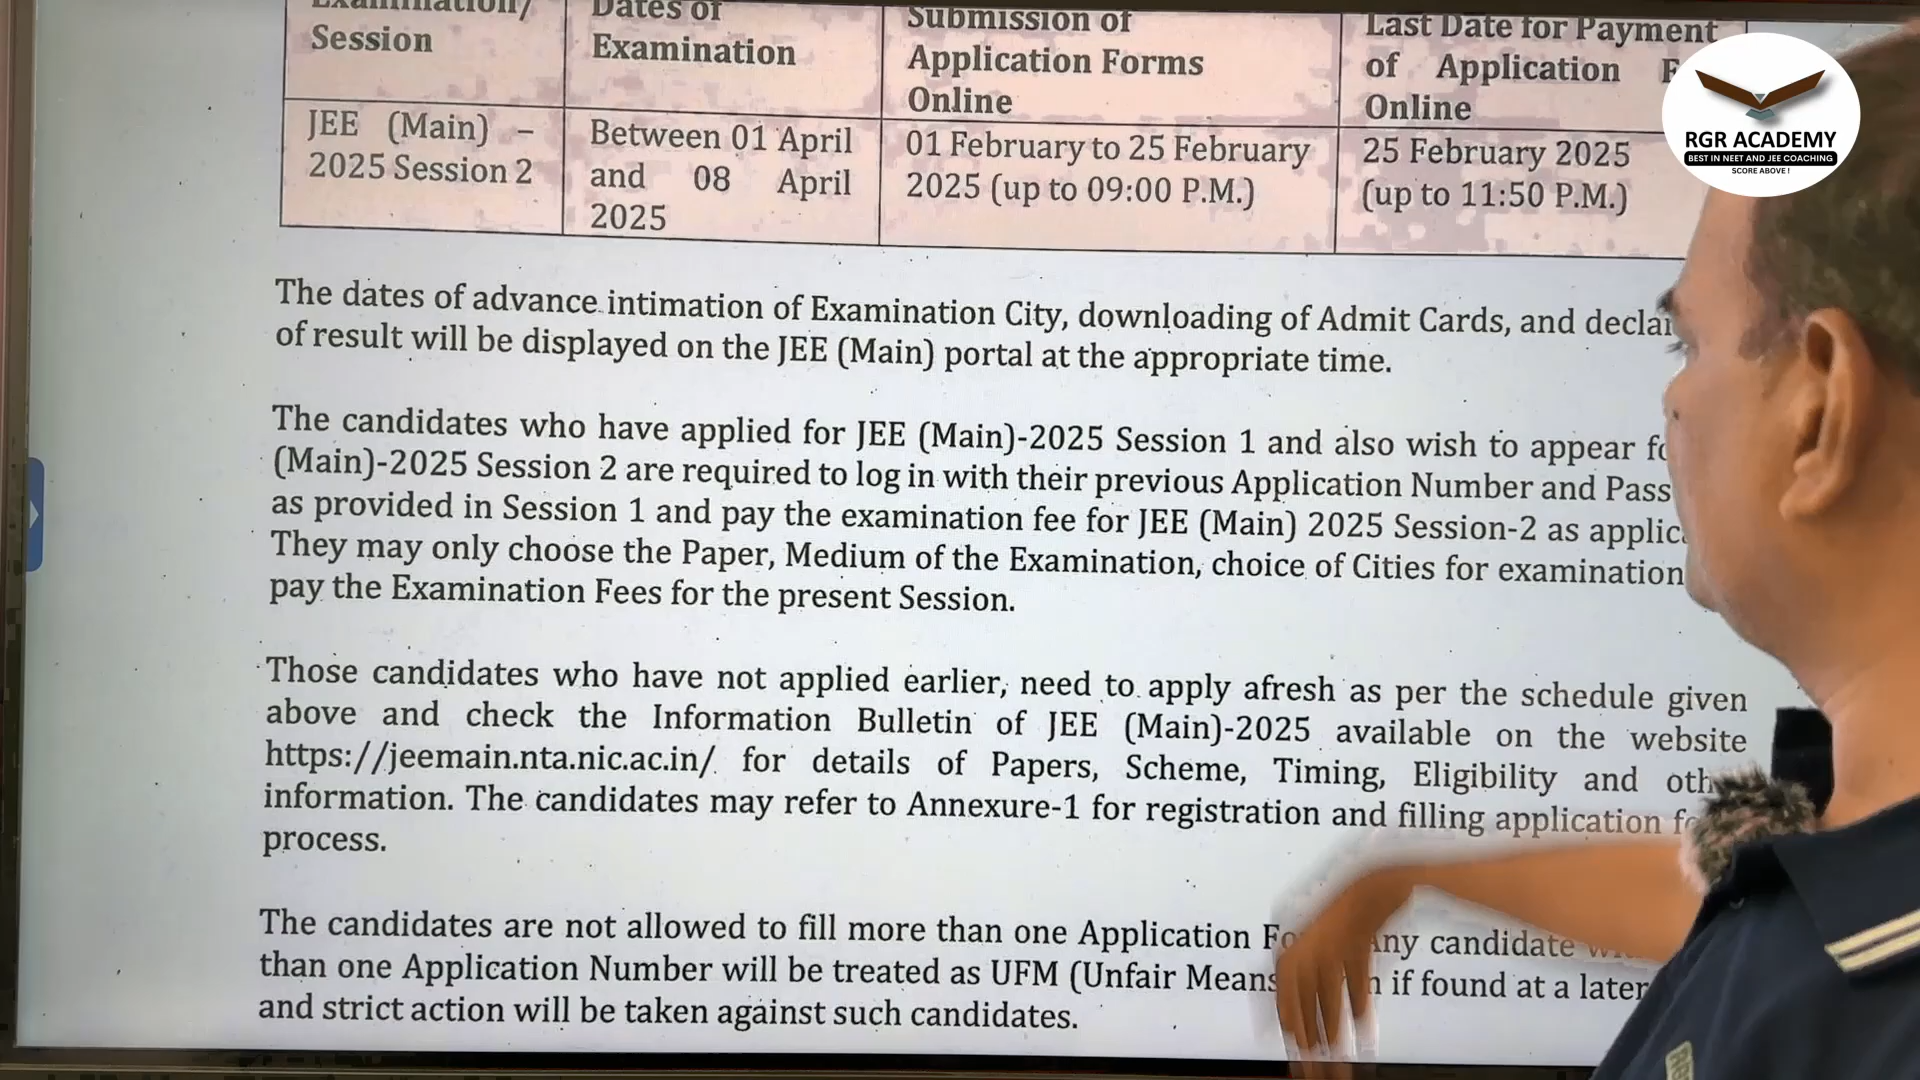 Examination/
Session
Dates of
Examination
Submission of
Application Forms
Online
Last Date for Payment
of Application
Online
JEE (Main) –
2025 Session 2
Between 01 April
and 08 April
2025
01 February to 25 February
2025 (up to 09:00 P.M.)
25 February 2025
(up to 11:50 P.M.)
RGR ACADEMY
BEST IN NEET AND JEE COACHING
SCORE ABOVE !
The dates of advance intimation of Examination City, downloading of Admit Cards, and
of result will be displayed on the JEE (Main) portal at the appropriate time.
The candidates who have applied for JEE (Main)-2025 Session 1 and also wish to appear
(Main)-2025 Session 2 are required to log in with their previous Application Number and
as provided in Session 1 and pay the examination fee for JEE (Main) 2025 Session-2 as
They may only choose the Paper, Medium of the Examination, choice of Cities for examination
pay the Examination Fees for the present Session.
Those candidates who have not applied earlier, need to apply afresh as per the schedule given
above and check the Information Bulletin of JEE (Main)-2025 available on the website
https://jeemain.nta.nic.ac.in/ for details of Papers, Scheme, Timing, Eligibility and
information. The candidates may refer to Annexure-1 for registration and filling application
process.
The candidates are not allowed to fill more than one Application Any candidate
than one Application Number will be treated as UFM (Unfair Means if found at a later
and strict action will be taken against such candidates.